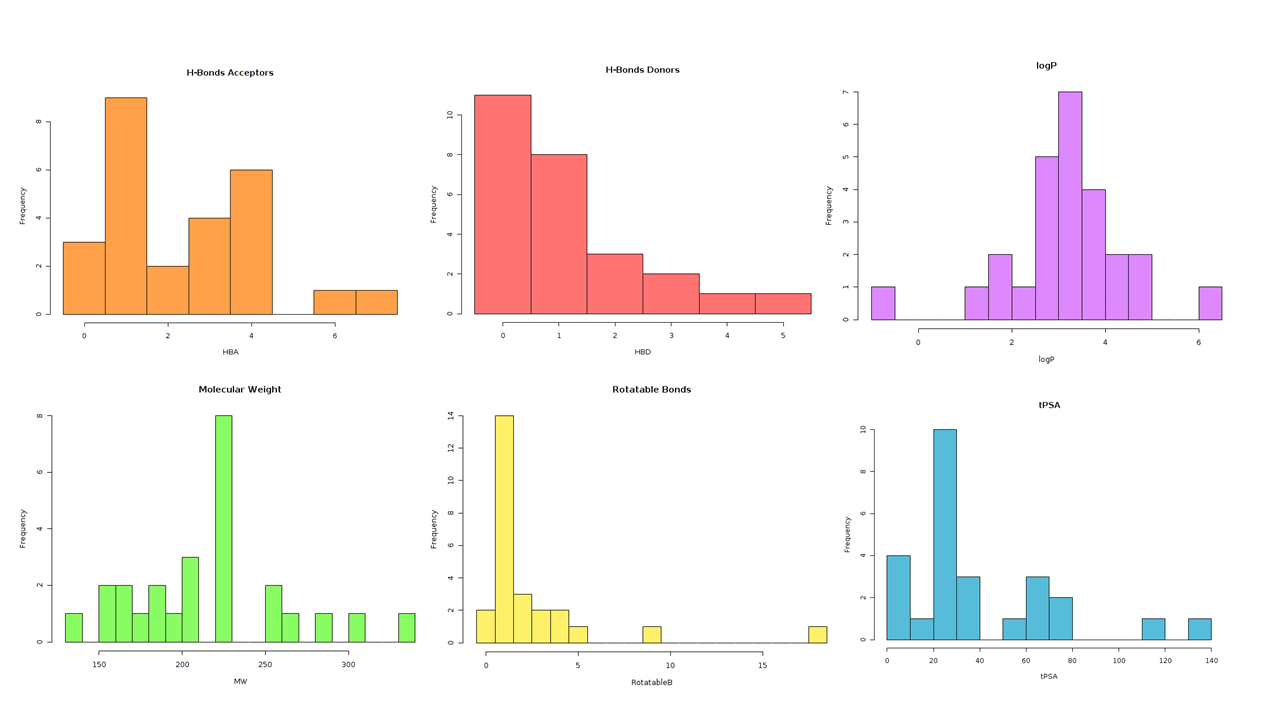 H-Bonds Acceptors
Frequency
0 2 4 6 8
0 2 4 6
HBA
H-Bonds Donors
Frequency
0 2 4 6 8 10
0 1 2 3 4 5
HBD
logP
Frequency
0 1 2 3 4 5 6 7
0 2 4 6
logP
Molecular Weight
Frequency
0 2 4 6 8
150 200 250 300
MW
Rotatable Bonds
Frequency
0 2 4 6 8 10 12 14
0 5 10 15
RotatableB
tPSA
Frequency
0 2 4 6 8 10
0 20 40 60 80 100 120 140
tPSA